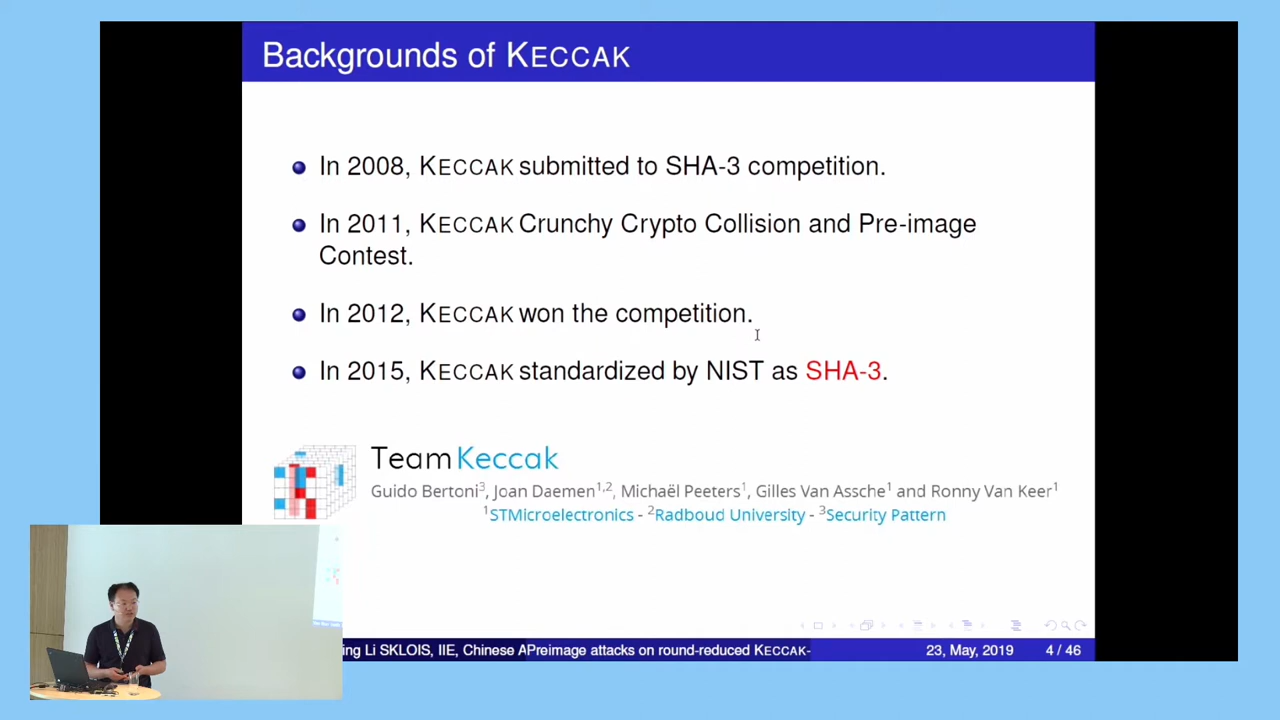 Backgrounds of KECCAK
In 2008, KECCAK submitted to SHA-3 competition.
In 2011, KECCAK Crunchy Crypto Collision and Pre-image
Contest.
In 2012, KECCAK won the competition.
In 2015, KECCAK standardized by NIST as SHA-3.
Team Keccak
Guido Bertoni³, Joan Daemen¹,², Michaël Peeters¹, Gilles Van Assche¹ and Ronny Van Keer¹
¹STMicroelectronics - ²Radboud University - ³Security Pattern
ing Li SKLOIS, IIE, Chinese APreimage attacks on round-reduced KECCAK- 23, May, 2019 4 / 46